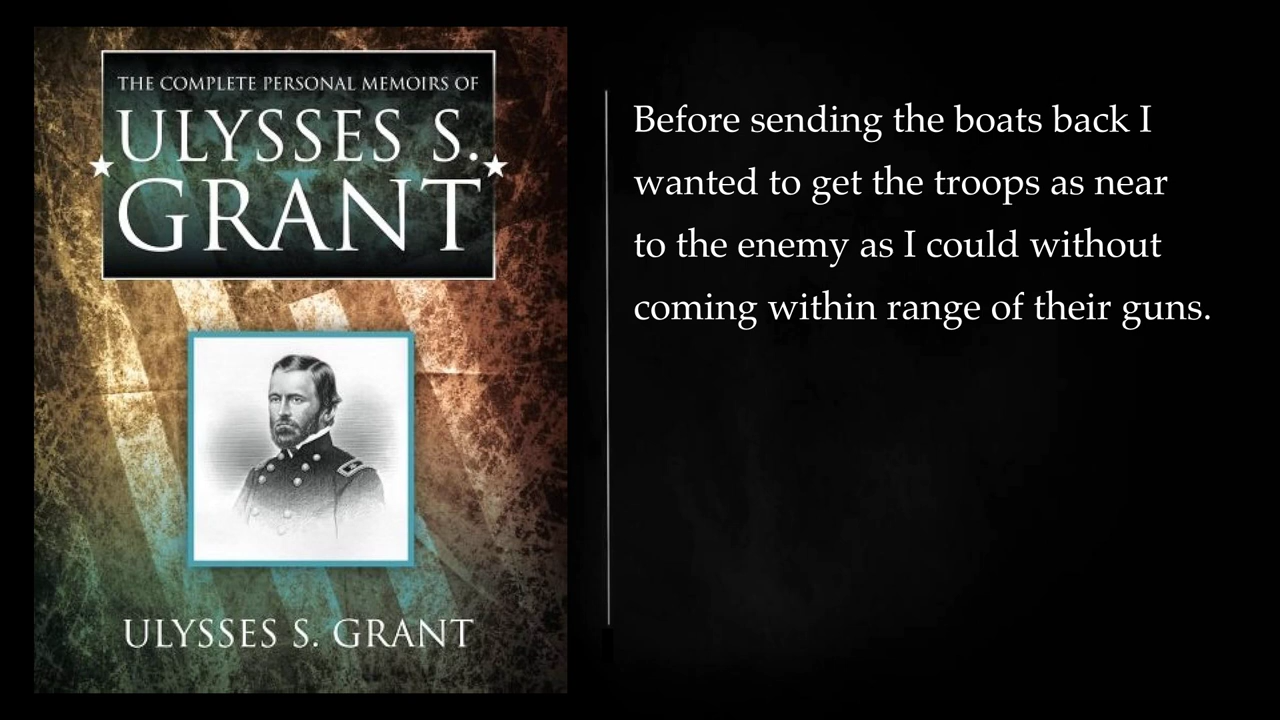 THE COMPLETE PERSONAL MEMOIRS OF
ULYSSES S.
GRANT
ULYSSES S. GRANT
Before sending the boats back I
wanted to get the troops as near
to the enemy as I could without
coming within range of their guns.